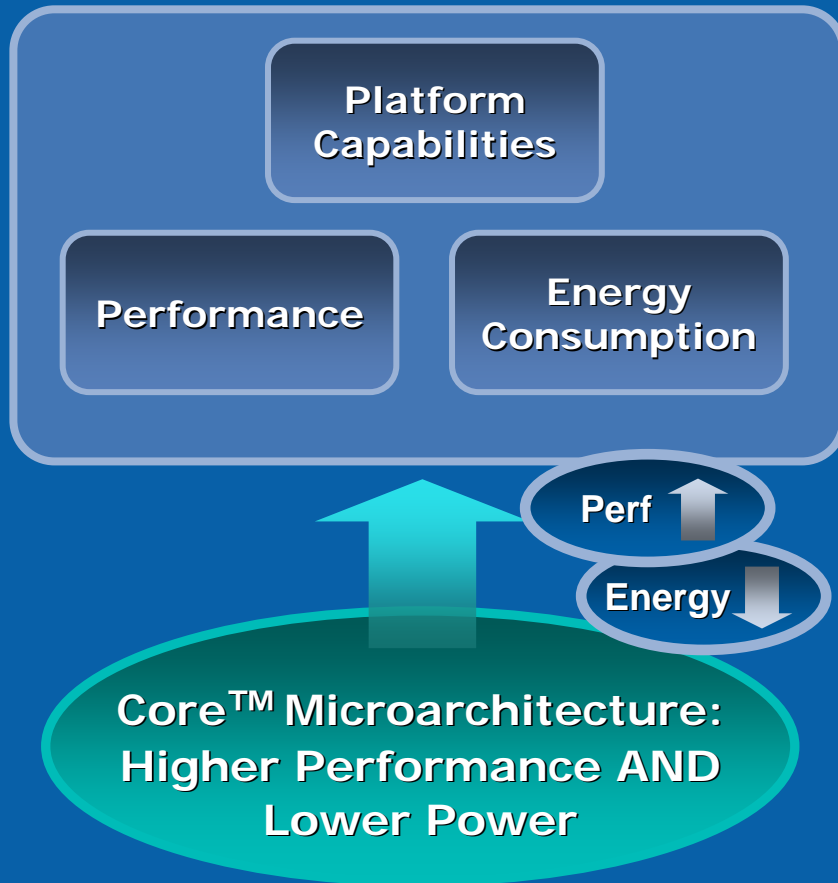 Platform
Capabilities
Performance
Energy
Consumption
Perf
Energy
Core™ Microarchitecture:
Higher Performance AND
Lower Power